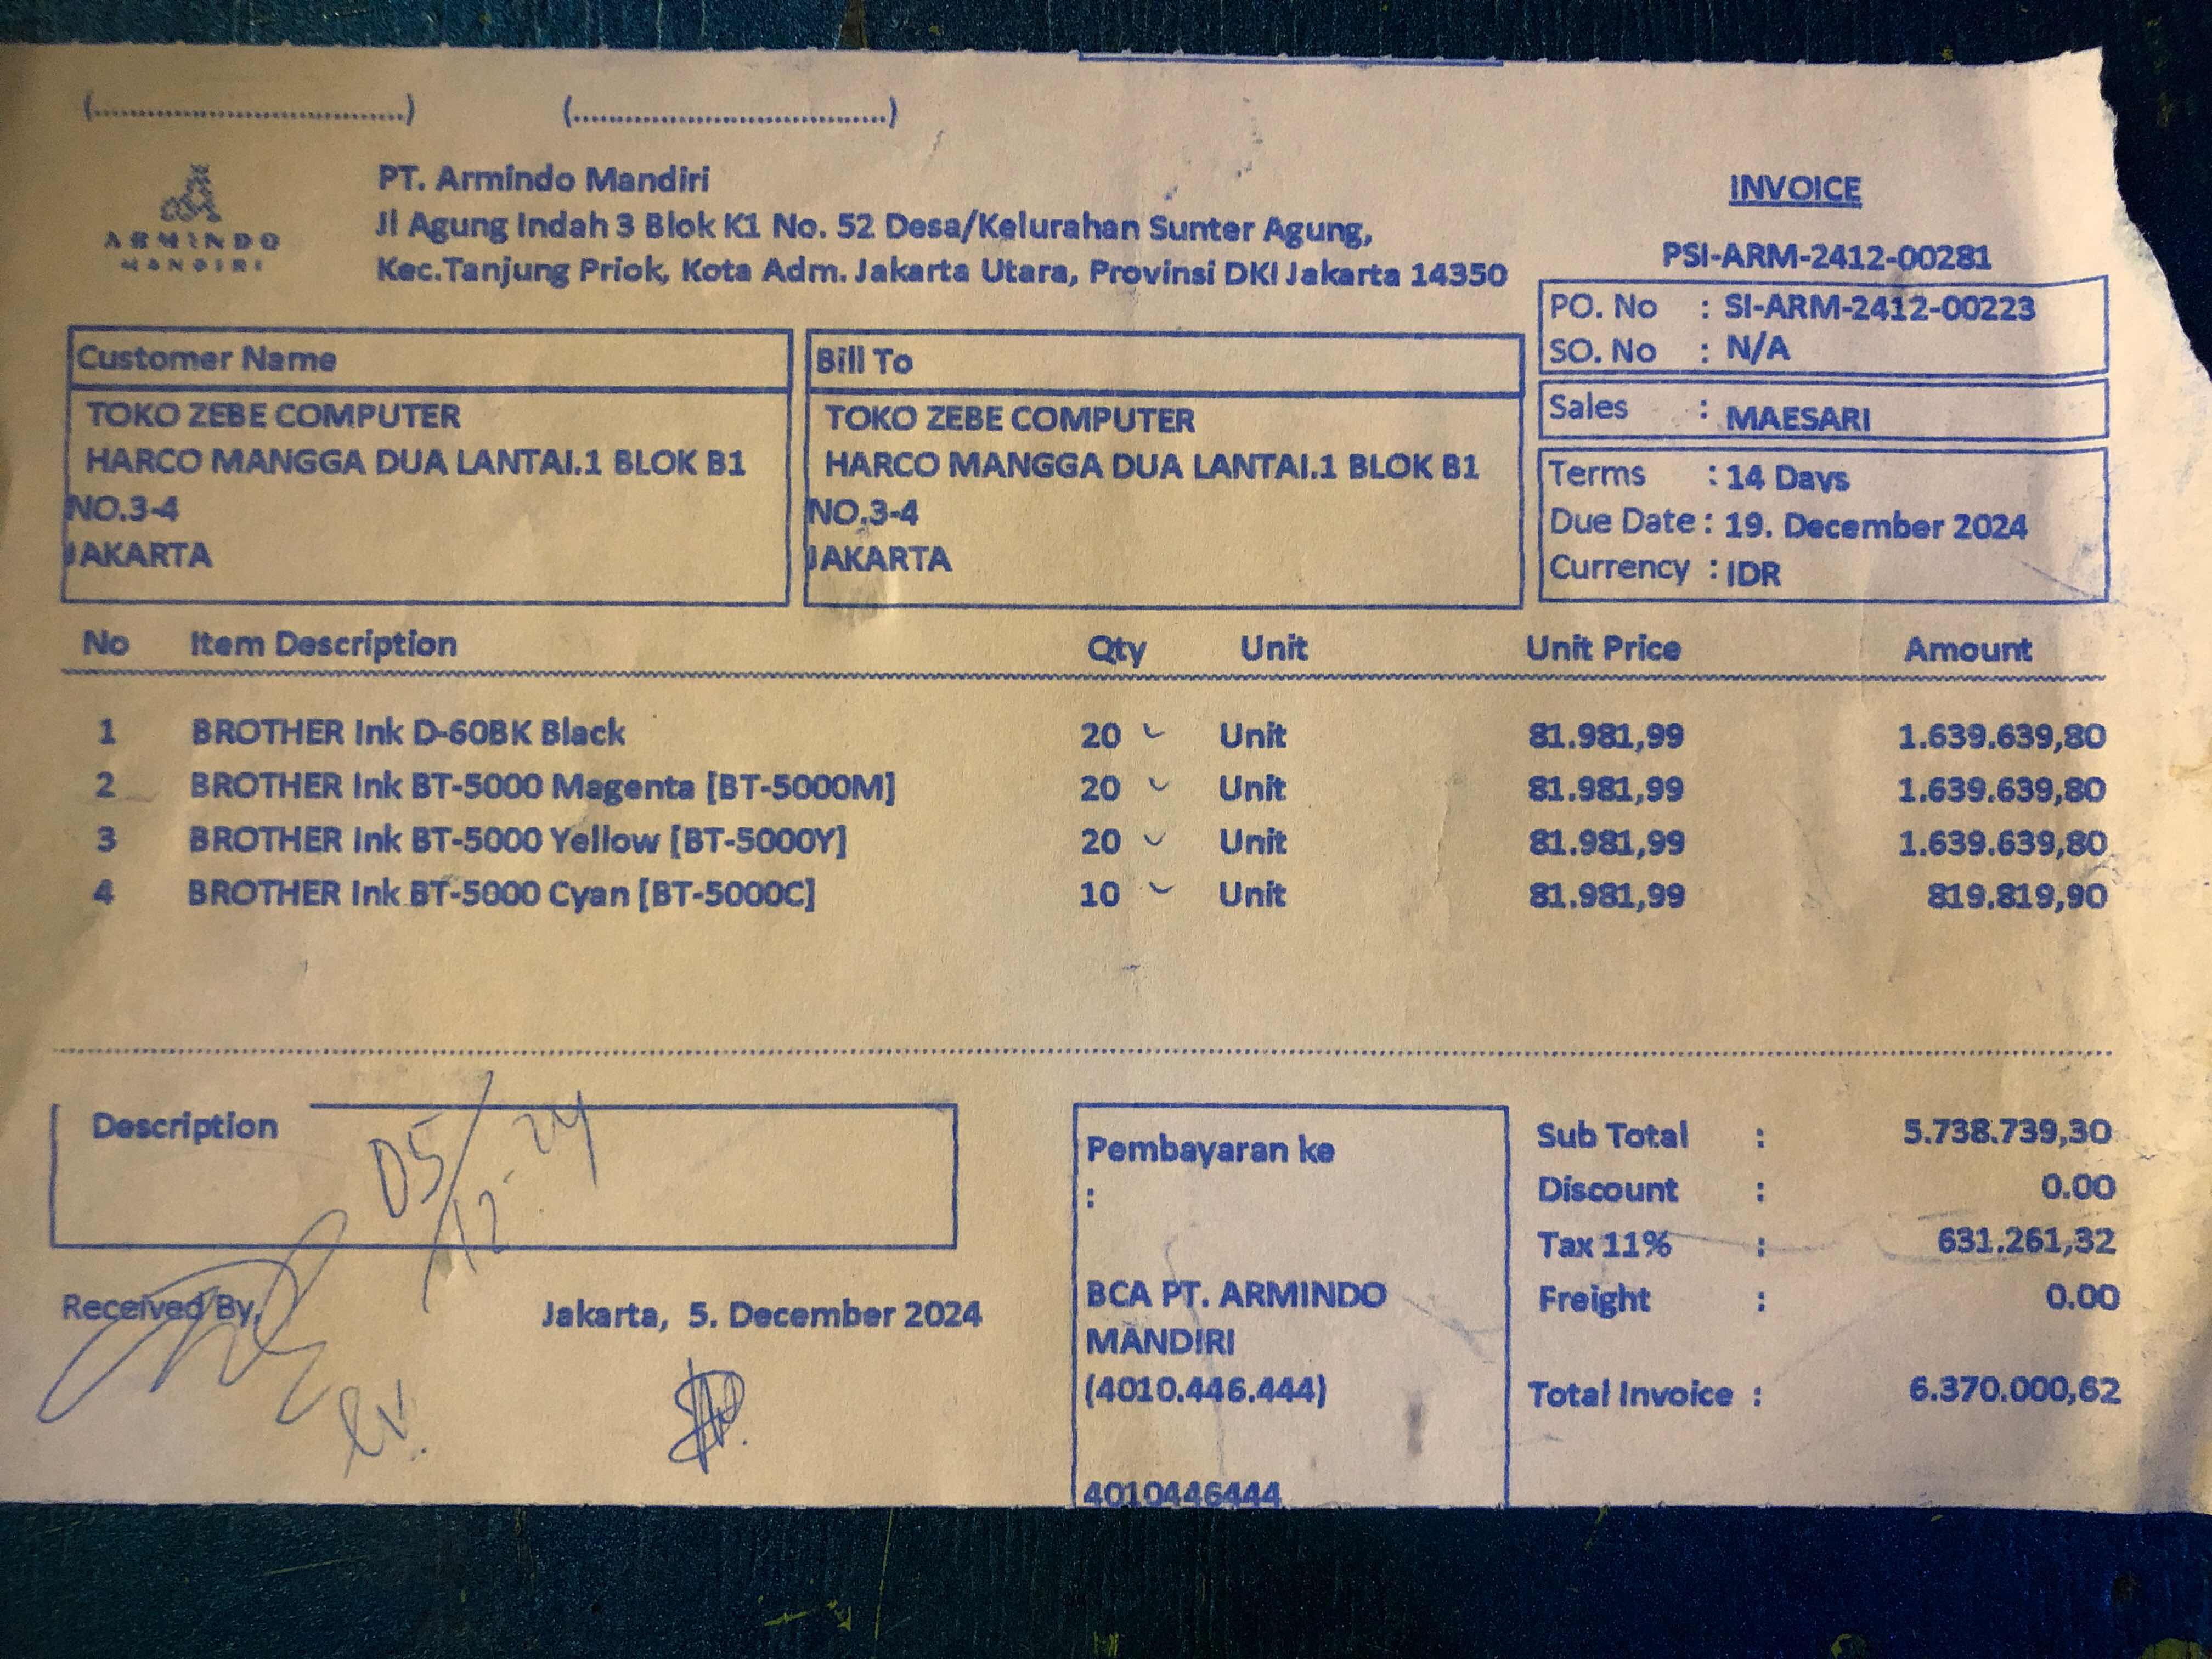 (..................................) (..................................)
ARMINDO
MANDIRI
PT. Armindo Mandiri
Jl Agung Indah 3 Blok K1 No. 52 Desa/Kelurahan Sunter Agung,
Kec.Tanjung Priok, Kota Adm. Jakarta Utara, Provinsi DKI Jakarta 14350
INVOICE
PSI-ARM-2412-00281
PO. No : SI-ARM-2412-00223
SO. No : N/A
Sales : MAESARI
Terms : 14 Days
Due Date : 19. December 2024
Currency : IDR
Customer Name
TOKO ZEBE COMPUTER
HARCO MANGGA DUA LANTAI.1 BLOK B1
NO.3-4
JAKARTA
Bill To
TOKO ZEBE COMPUTER
HARCO MANGGA DUA LANTAI.1 BLOK B1
NO.3-4
JAKARTA
No Item Description Qty Unit Unit Price Amount
1 BROTHER Ink D-60BK Black 20 Unit 81.981,99 1.639.639,80
2 BROTHER Ink BT-5000 Magenta [BT-5000M] 20 Unit 81.981,99 1.639.639,80
3 BROTHER Ink BT-5000 Yellow [BT-5000Y] 20 Unit 81.981,99 1.639.639,80
4 BROTHER Ink BT-5000 Cyan [BT-5000C] 10 Unit 81.981,99 819.819,90
Description
05/12-24
Received By,
Jakarta, 5. December 2024
Pembayaran ke
:
BCA PT. ARMINDO
MANDIRI
(4010.446.444)
4010446444
Sub Total : 5.738.739,30
Discount : 0.00
Tax 11% : 631.261,32
Freight : 0.00
Total Invoice : 6.370.000,62